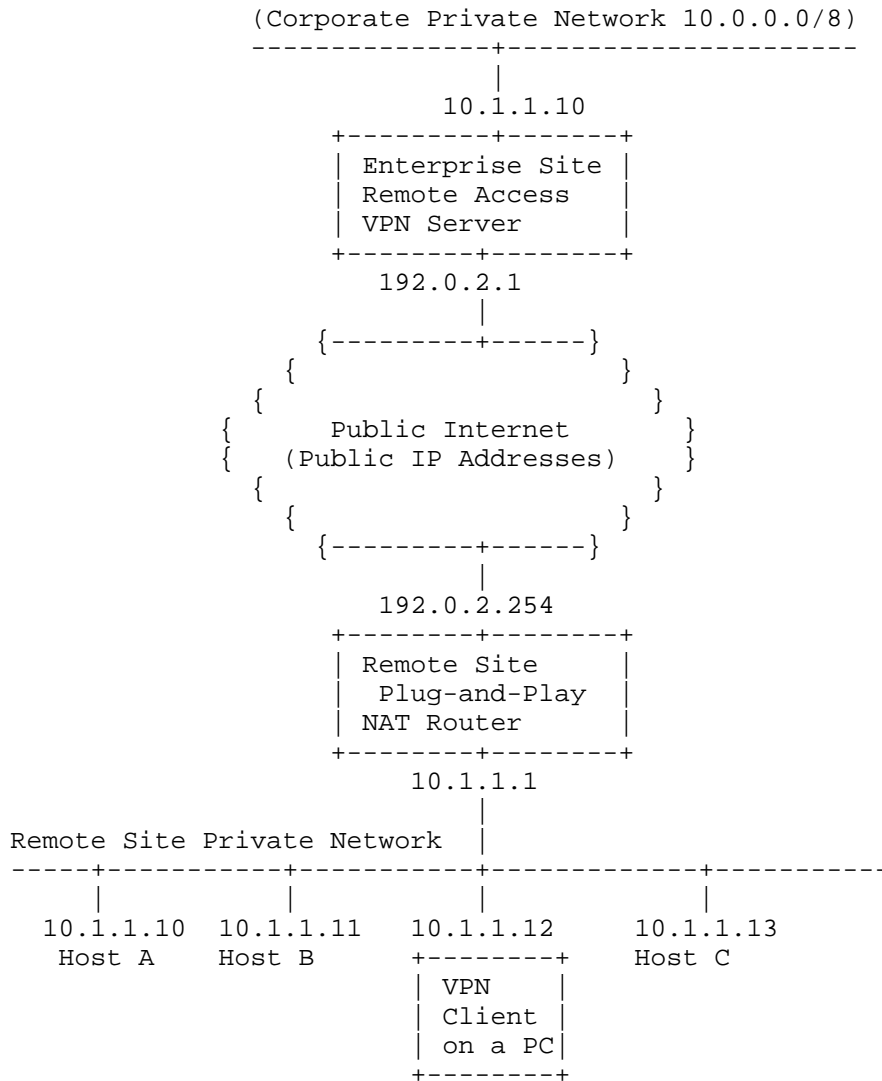 (Corporate Private Network 10.0.0.0/8)
10.1.1.10
Enterprise Site
Remote Access
VPN Server
192.0.2.1
Public Internet
(Public IP Addresses)
192.0.2.254
Remote Site
Plug-and-Play
NAT Router
10.1.1.1
Remote Site Private Network
10.1.1.10 10.1.1.11 10.1.1.12 10.1.1.13
Host A Host B Host C
VPN
Client
on a PC